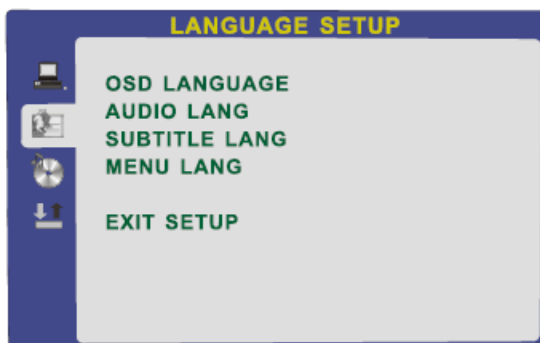 LANGUAGE SETUP
OSD LANGUAGE
AUDIO LANG
SUBTITLE LANG
MENU LANG
EXIT SETUP